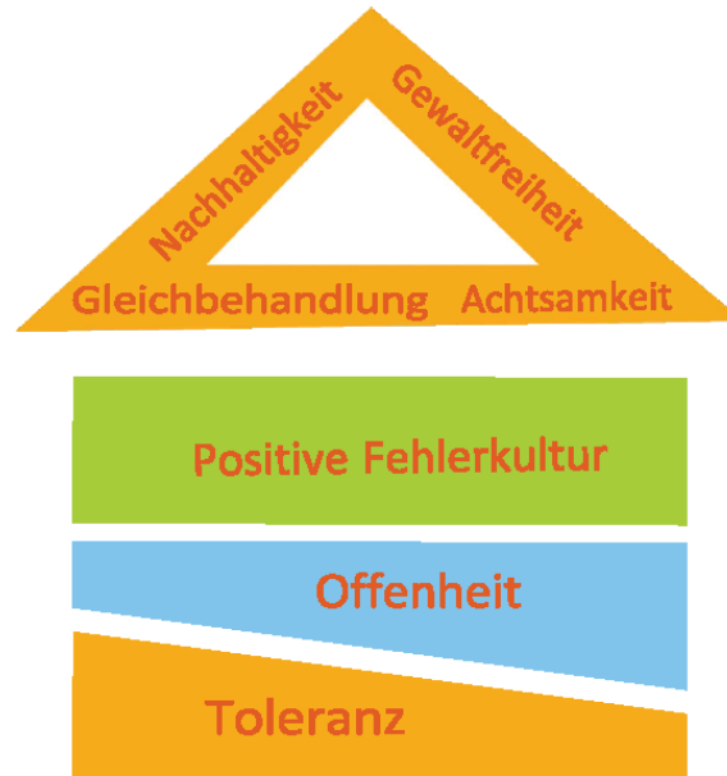 Nachhaltigkeit
Gewaltfreiheit
Gleichbehandlung Achtsamkeit
Positive Fehlerkultur
Offenheit
Toleranz